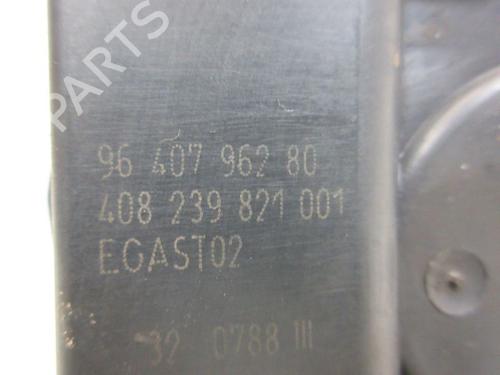 PARTS
96 407 962 80
408 239 821 001
EGAST02
32 0788 III